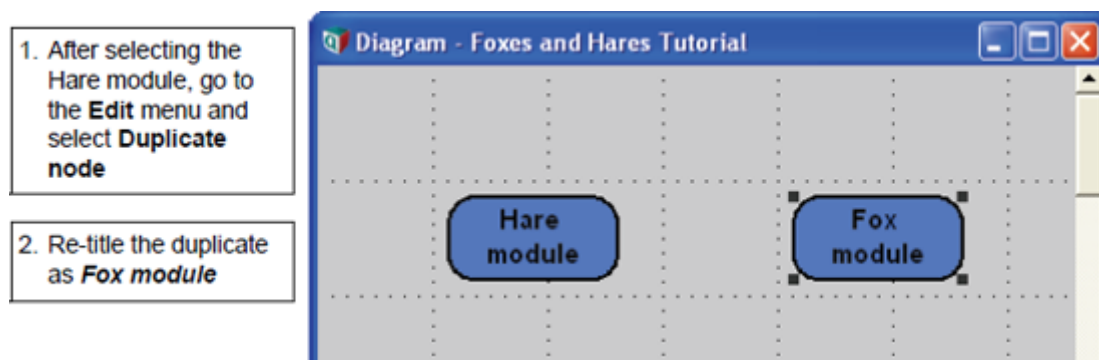 1. After selecting the
Hare module, go to
the Edit menu and
select Duplicate
node
2. Re-title the duplicate
as Fox module
Diagram - Foxes and Hares Tutorial
Hare
module
Fox
module